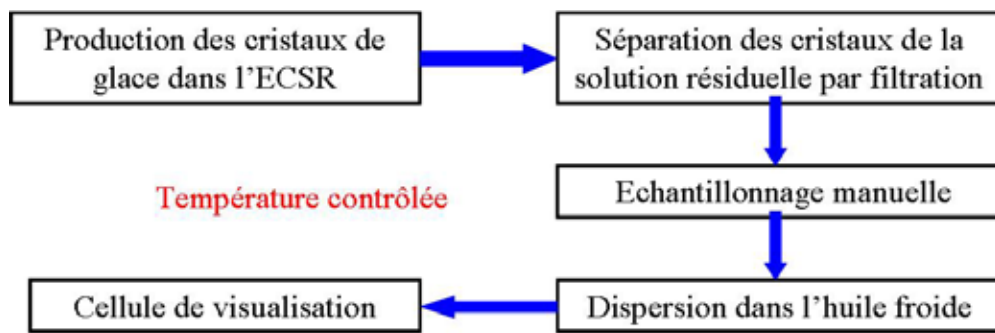 Production des cristaux de
glace dans l'ECSR
Séparation des cristaux de la
solution résiduelle par filtration
Echantillonnage manuelle
Température contrôlée
Dispersion dans l'huile froide
Cellule de visualisation